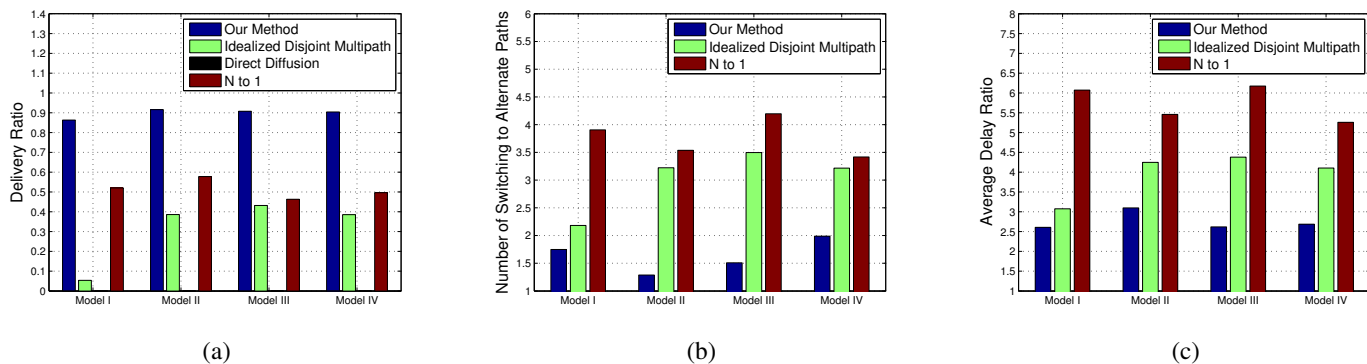 1.4
1.3
1.2
1.1
1
0.9
0.8
0.7
0.6
0.5
0.4
0.3
0.2
0.1
0
Delivery Ratio
Our Method
Idealized Disjoint Multipath
Direct Diffusion
N to 1
Model I Model II Model III Model IV
(a)
6
5.5
5
4.5
4
3.5
3
2.5
2
1.5
1
Number of Switching to Alternate Paths
Our Method
Idealized Disjoint Multipath
N to 1
Model I Model II Model III Model IV
(b)
8
7.5
7
6.5
6
5.5
5
4.5
4
3.5
3
2.5
2
1.5
1
Average Delay Ratio
Our Method
Idealized Disjoint Multipath
N to 1
Model I Model II Model III Model IV
(c)